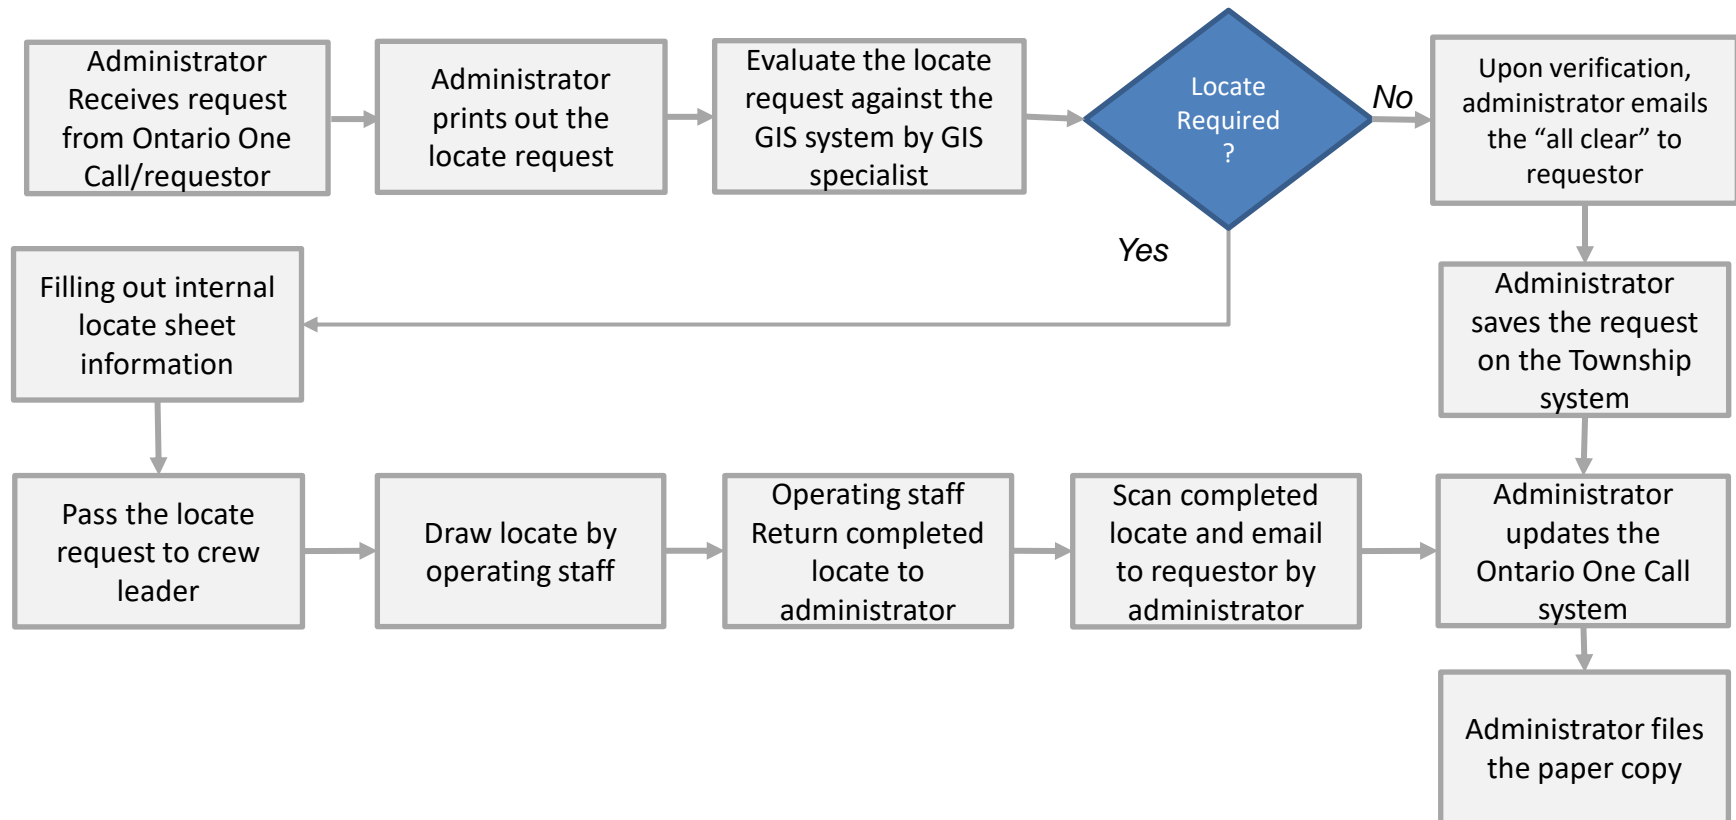 Administrator
Receives request
from Ontario One
Call/requestor
Administrator
prints out the
locate request
Evaluate the locate
request against the
GIS system by GIS
specialist
Locate
Required
?
No
Upon verification,
administrator emails
the “all clear” to
requestor
Yes
Filling out internal
locate sheet
information
Administrator
saves the request
on the Township
system
Pass the locate
request to crew
leader
Draw locate by
operating staff
Operating staff
Return completed
locate to
administrator
Scan completed
locate and email
to requestor by
administrator
Administrator
updates the
Ontario One Call
system
Administrator files
the paper copy